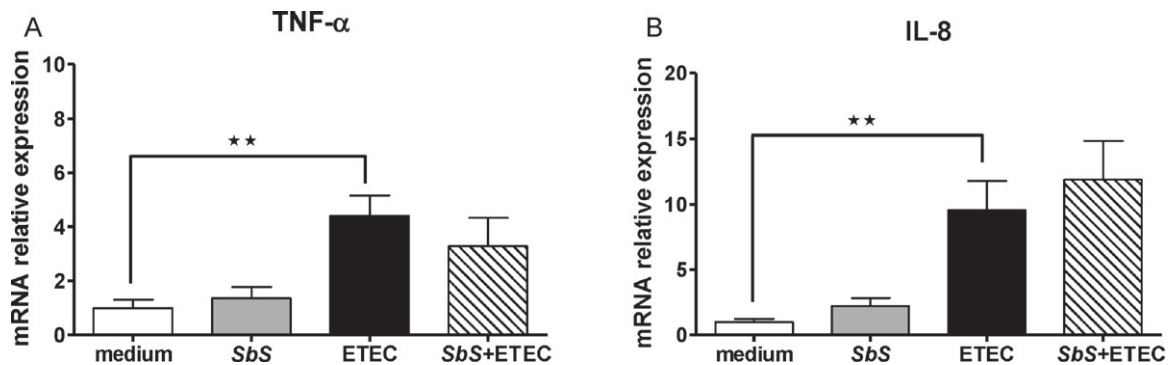 A
TNF-α
mRNA relative expression
10
8
6
4
2
0
★★
medium
SbS
ETEC
SbS+ETEC
B
IL-8
mRNA relative expression
20
15
10
5
0
★★
medium
SbS
ETEC
SbS+ETEC